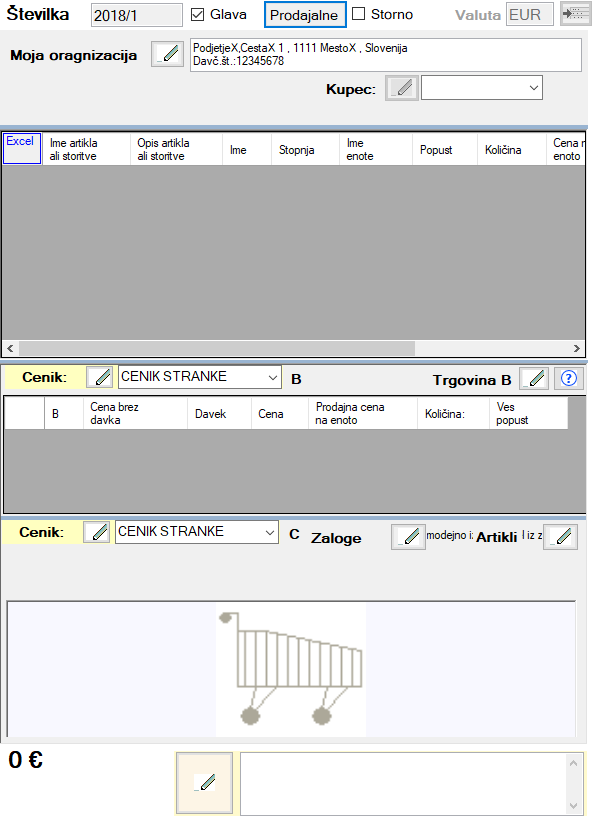 Številka 2018/1 Glava Prodajalne Storno Valuta EUR
Moja oragnizacija
PodjetjeX,CestaX 1 , 1111 MestoX , Slovenija
Davč.št.:12345678
Kupec:
Excel
Ime artikla
ali storitve
Opis artikla
ali storitve
Ime
Stopnja
Ime
enote
Popust
Količina
Cena n
enoto
Cenik: CENIK STRANKE B Trgovina B ?
B
Cena brez
davka
Davek
Cena
Prodajna cena
na enoto
Količina:
Ves
popust
Cenik: CENIK STRANKE C Zaloge modejno i: Artikli l iz z
0 €